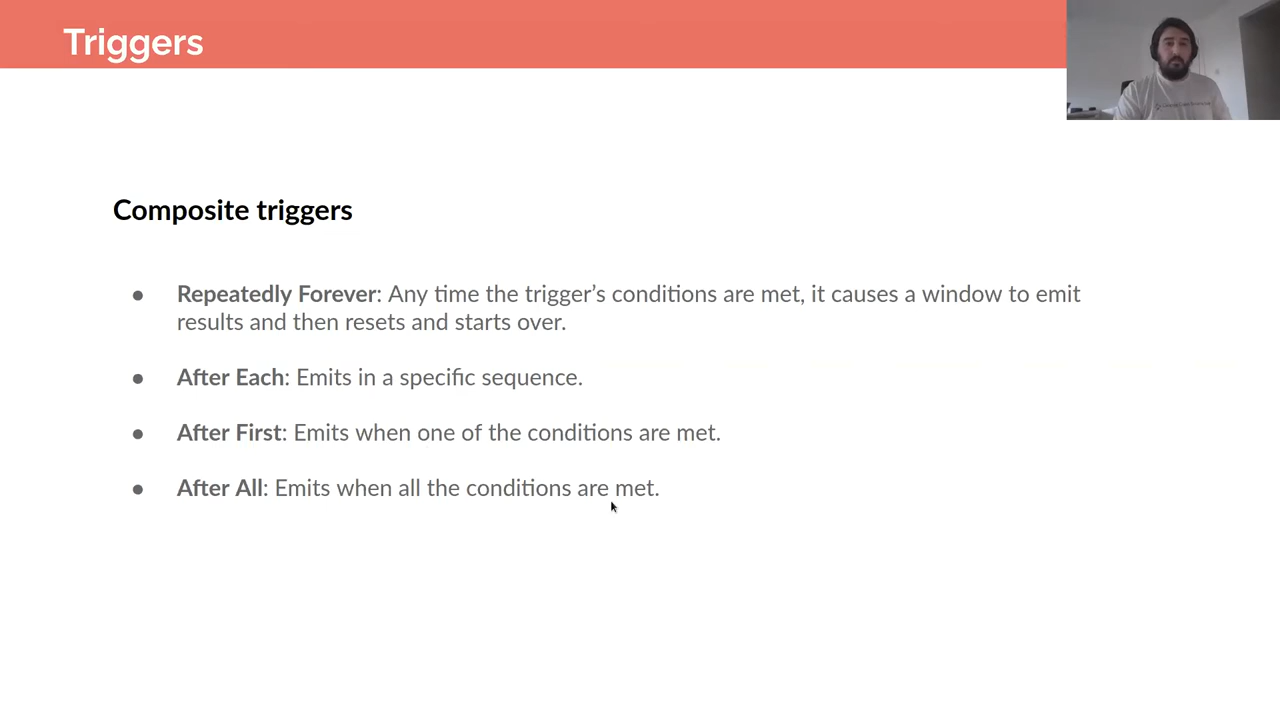 Triggers
Composite triggers
● Repeatedly Forever: Any time the trigger’s conditions are met, it causes a window to emit
results and then resets and starts over.
● After Each: Emits in a specific sequence.
● After First: Emits when one of the conditions are met.
● After All: Emits when all the conditions are met.